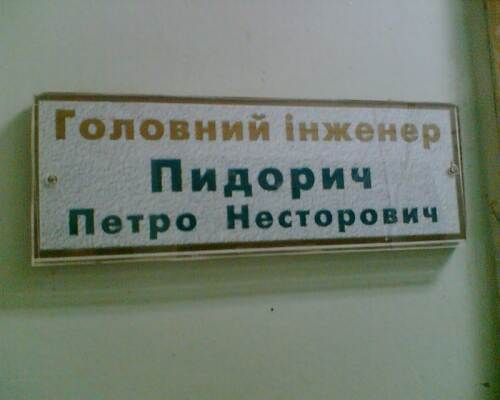 Головний інженер
Пидорич
Петро Несторович